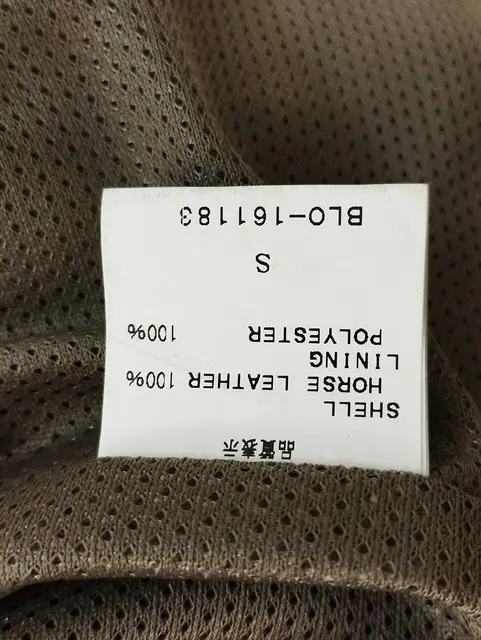 品質表示
SHELL
HORSE LEATHER 100%
LINING
POLYESTER 100%
S
BLO-161183